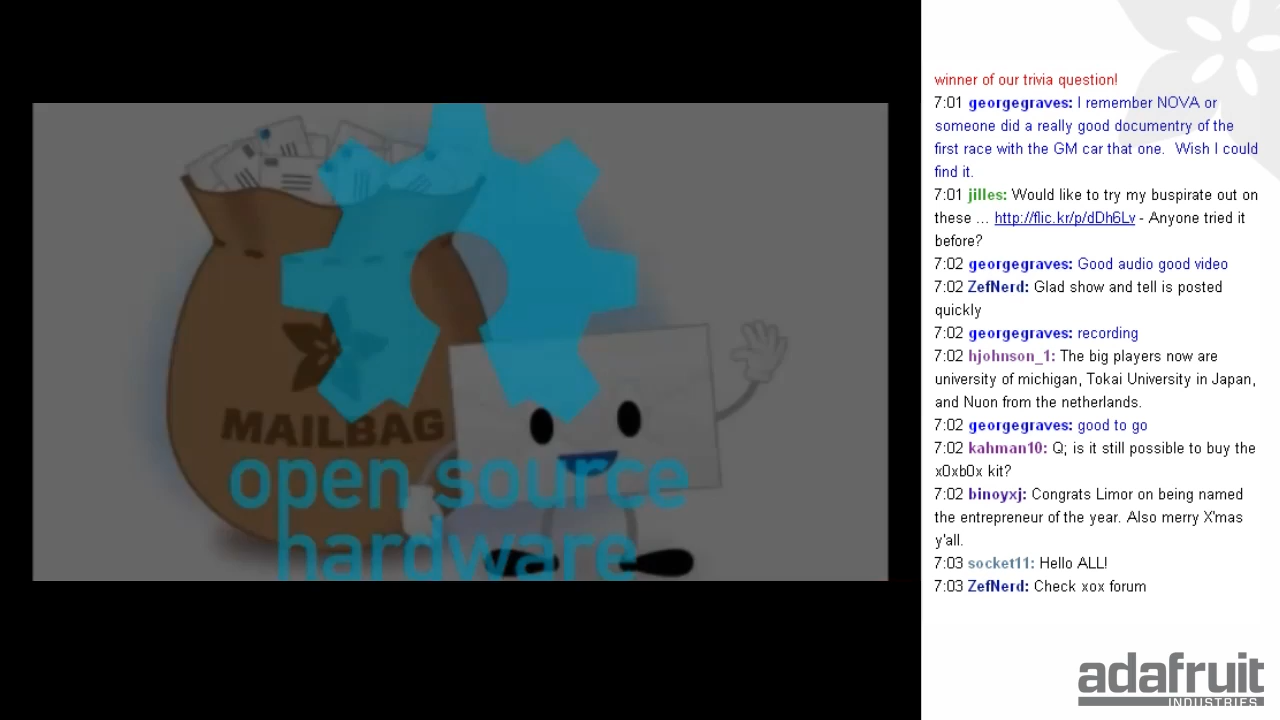 MAILBAG
open source
hardware
winner of our trivia question!
7:01 georgegraves: I remember NOVA or
someone did a really good documentry of the
first race with the GM car that one. Wish I could
find it.
7:01 jilles: Would like to try my buspirate out on
these ... http://flic.kr/p/dDh6Lv - Anyone tried it
before?
7:02 georgegraves: Good audio good video
7:02 ZefNerd: Glad show and tell is posted
quickly
7:02 georgegraves: recording
7:02 hjohnson_1: The big players now are
university of michigan, Tokai University in Japan,
and Nuon from the netherlands.
7:02 georgegraves: good to go
7:02 kahman10: Q; is it still possible to buy the
x0xb0x kit?
7:02 binoyxj: Congrats Limor on being named
the entrepreneur of the year. Also merry X'mas
y'all.
7:03 socket11: Hello ALL!
7:03 ZefNerd: Check xox forum
adafruit
INDUSTRIES